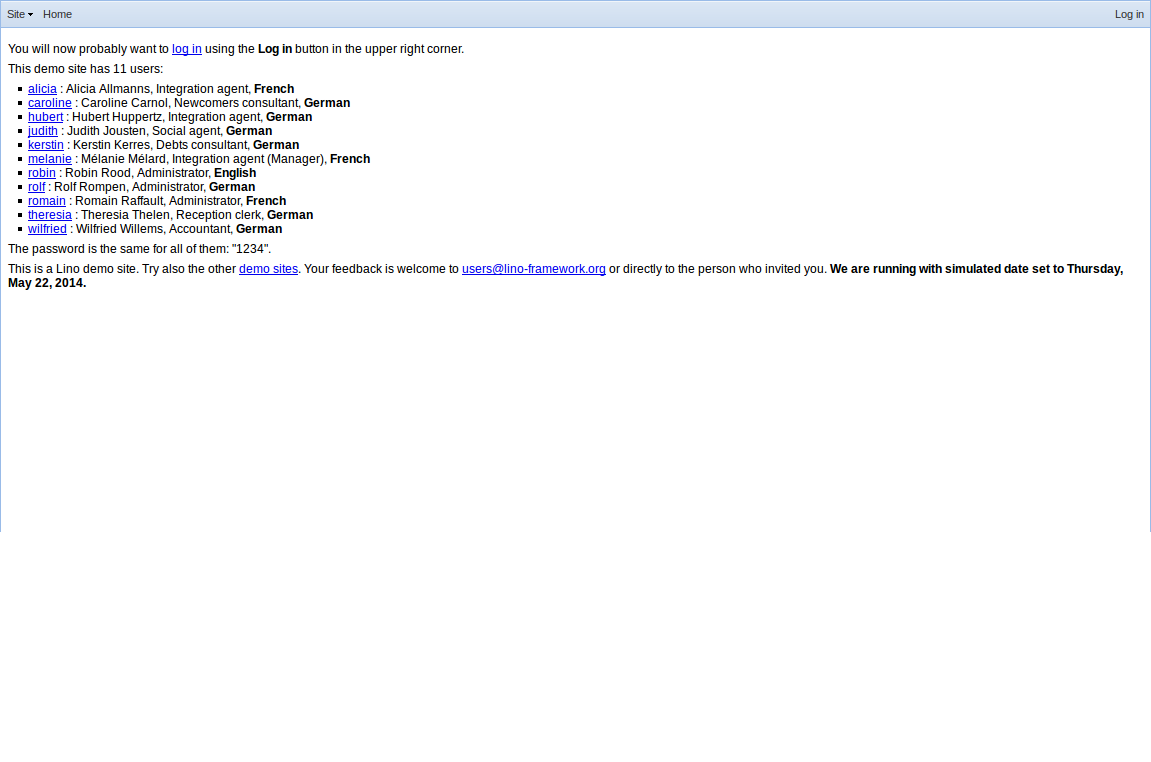 Site Home Log in
You will now probably want to log in using the Log in button in the upper right corner.
This demo site has 11 users:
alicia : Alicia Allmanns, Integration agent, French
caroline : Caroline Carnol, Newcomers consultant, German
hubert : Hubert Huppertz, Integration agent, German
judith : Judith Jousten, Social agent, German
kerstin : Kerstin Kerres, Debts consultant, German
melanie : Mélanie Mélard, Integration agent (Manager), French
robin : Robin Rood, Administrator, English
rolf : Rolf Rompen, Administrator, German
romain : Romain Raffault, Administrator, French
theresia : Theresia Thelen, Reception clerk, German
wilfried : Wilfried Willems, Accountant, German
The password is the same for all of them: "1234".
This is a Lino demo site. Try also the other demo sites. Your feedback is welcome to users@lino-framework.org or directly to the person who invited you. We are running with simulated date set to Thursday,
May 22, 2014.